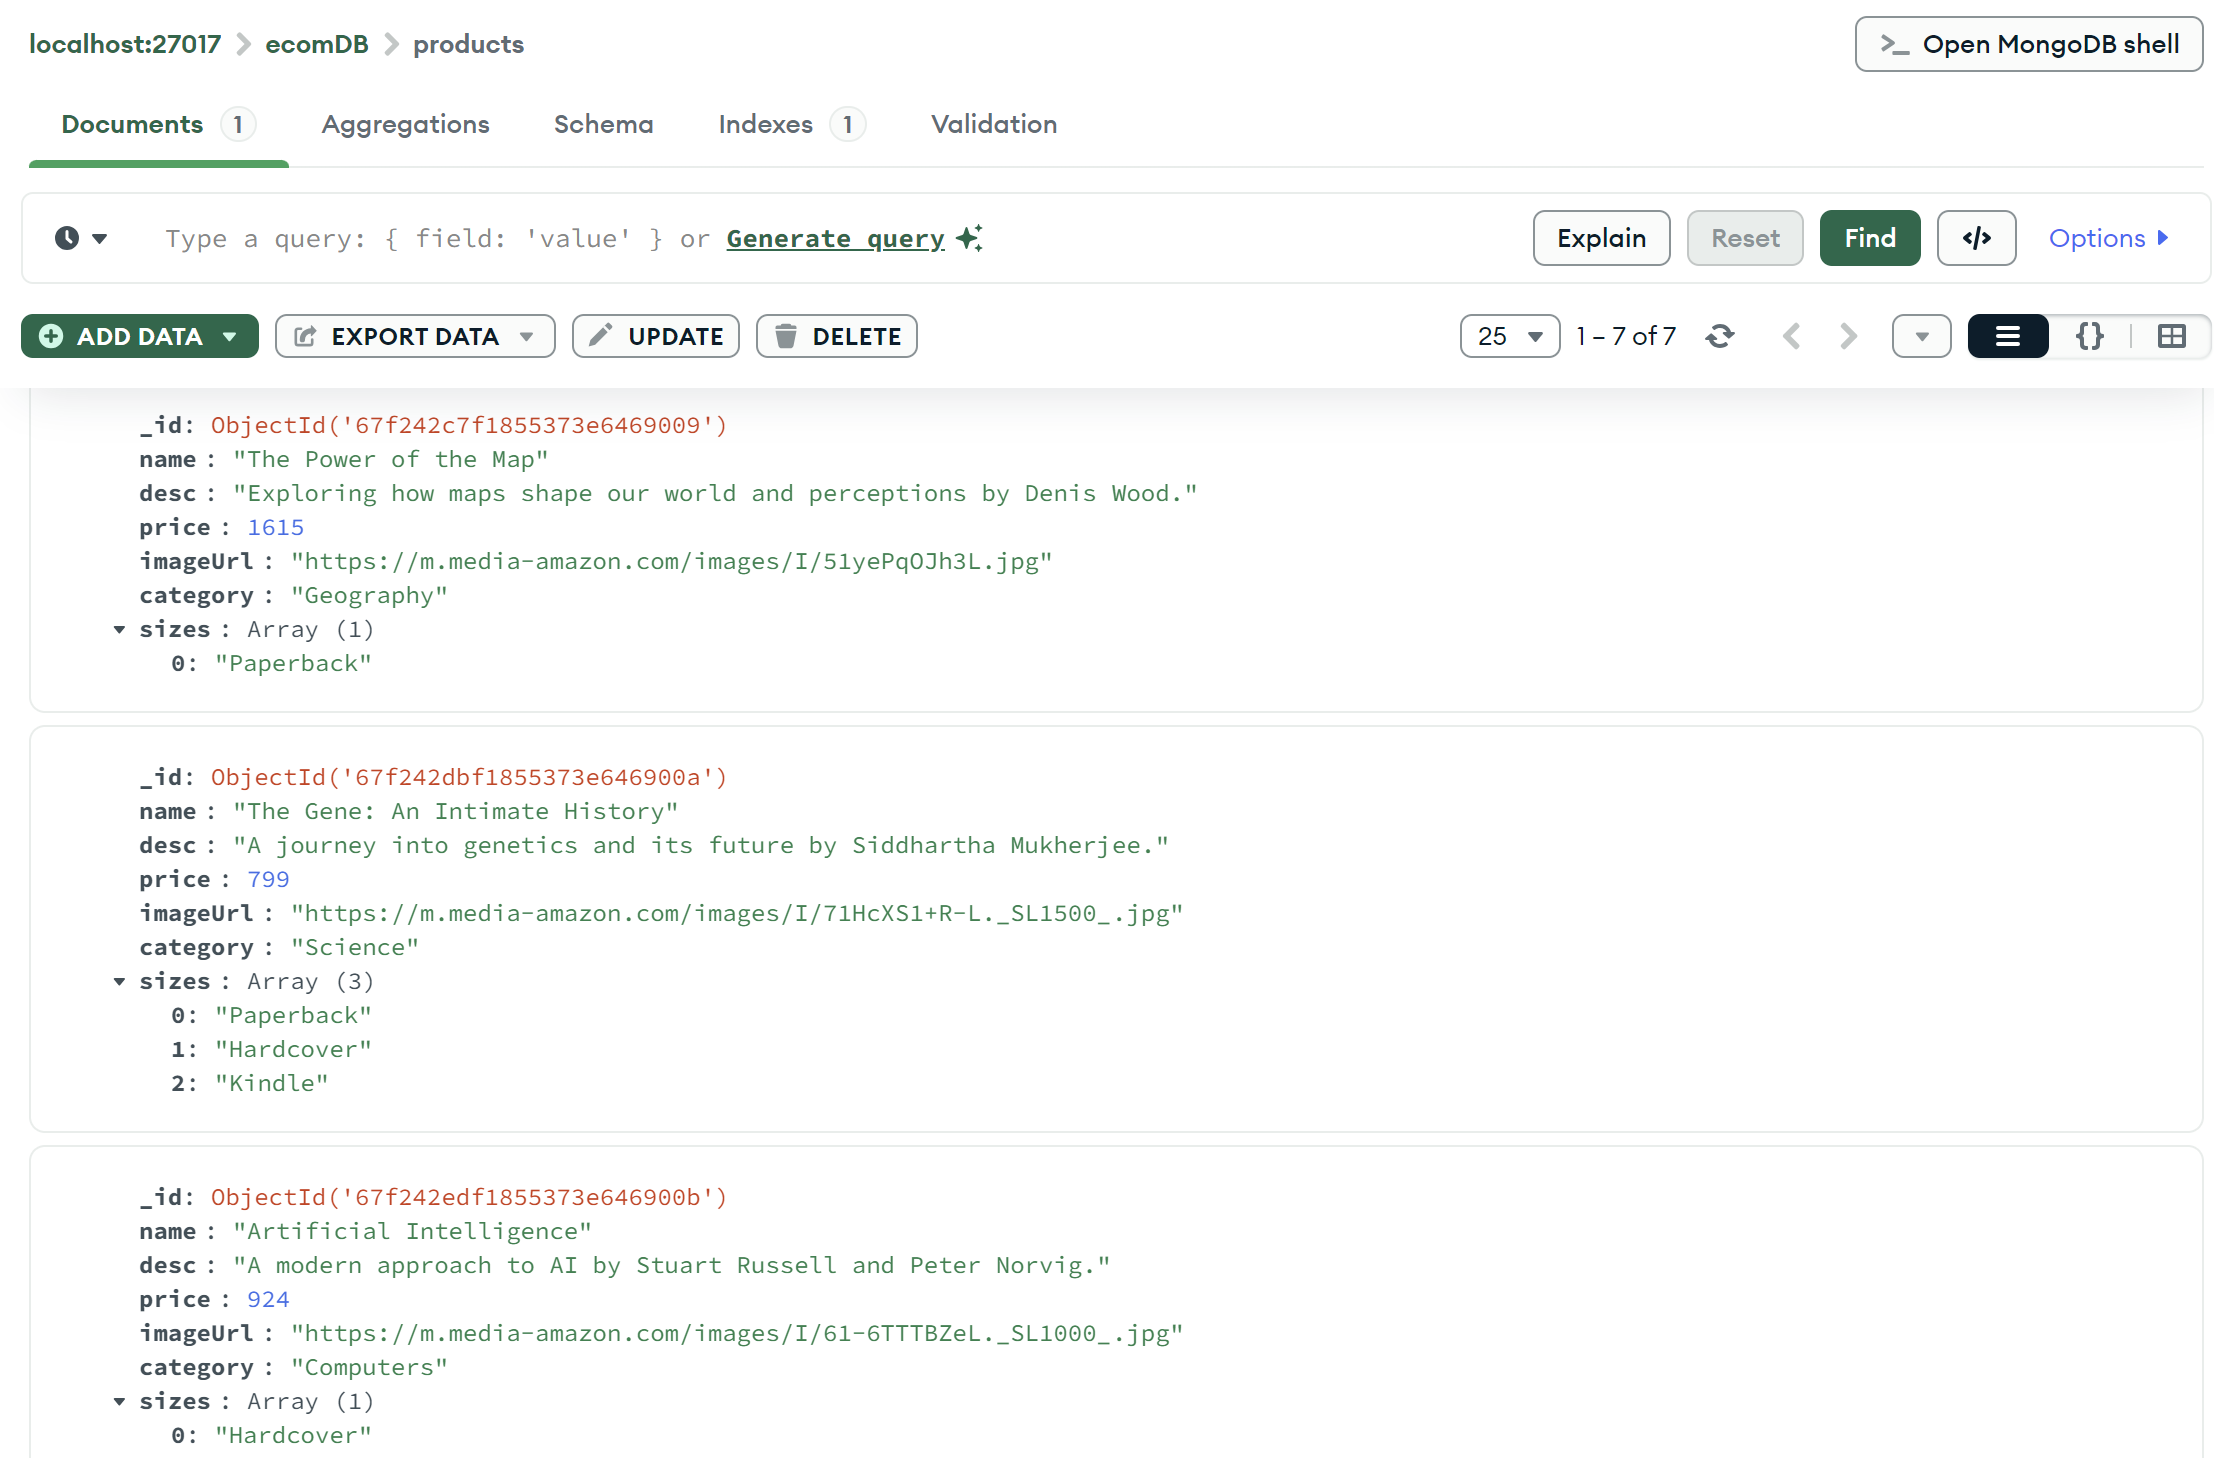 localhost:27017 > ecomDB > products
>_ Open MongoDB shell
Documents 1 Aggregations Schema Indexes 1 Validation
Type a query: { field: 'value' } or Generate query Explain Reset Find </> Options
ADD DATA EXPORT DATA UPDATE DELETE 25 1 – 7 of 7 {}
_id: ObjectId('67f242c7f1855373e6469009')
name : "The Power of the Map"
desc : "Exploring how maps shape our world and perceptions by Denis Wood."
price : 1615
imageUrl : "https://m.media-amazon.com/images/I/51yePqOJh3L.jpg"
category : "Geography"
sizes : Array (1)
0: "Paperback"
_id: ObjectId('67f242dbf1855373e646900a')
name : "The Gene: An Intimate History"
desc : "A journey into genetics and its future by Siddhartha Mukherjee."
price : 799
imageUrl : "https://m.media-amazon.com/images/I/71HcXS1+R-L._SL1500_.jpg"
category : "Science"
sizes : Array (3)
0: "Paperback"
1: "Hardcover"
2: "Kindle"
_id: ObjectId('67f242edf1855373e646900b')
name : "Artificial Intelligence"
desc : "A modern approach to AI by Stuart Russell and Peter Norvig."
price : 924
imageUrl : "https://m.media-amazon.com/images/I/61-6TTTBZeL._SL1000_.jpg"
category : "Computers"
sizes : Array (1)
0: "Hardcover"